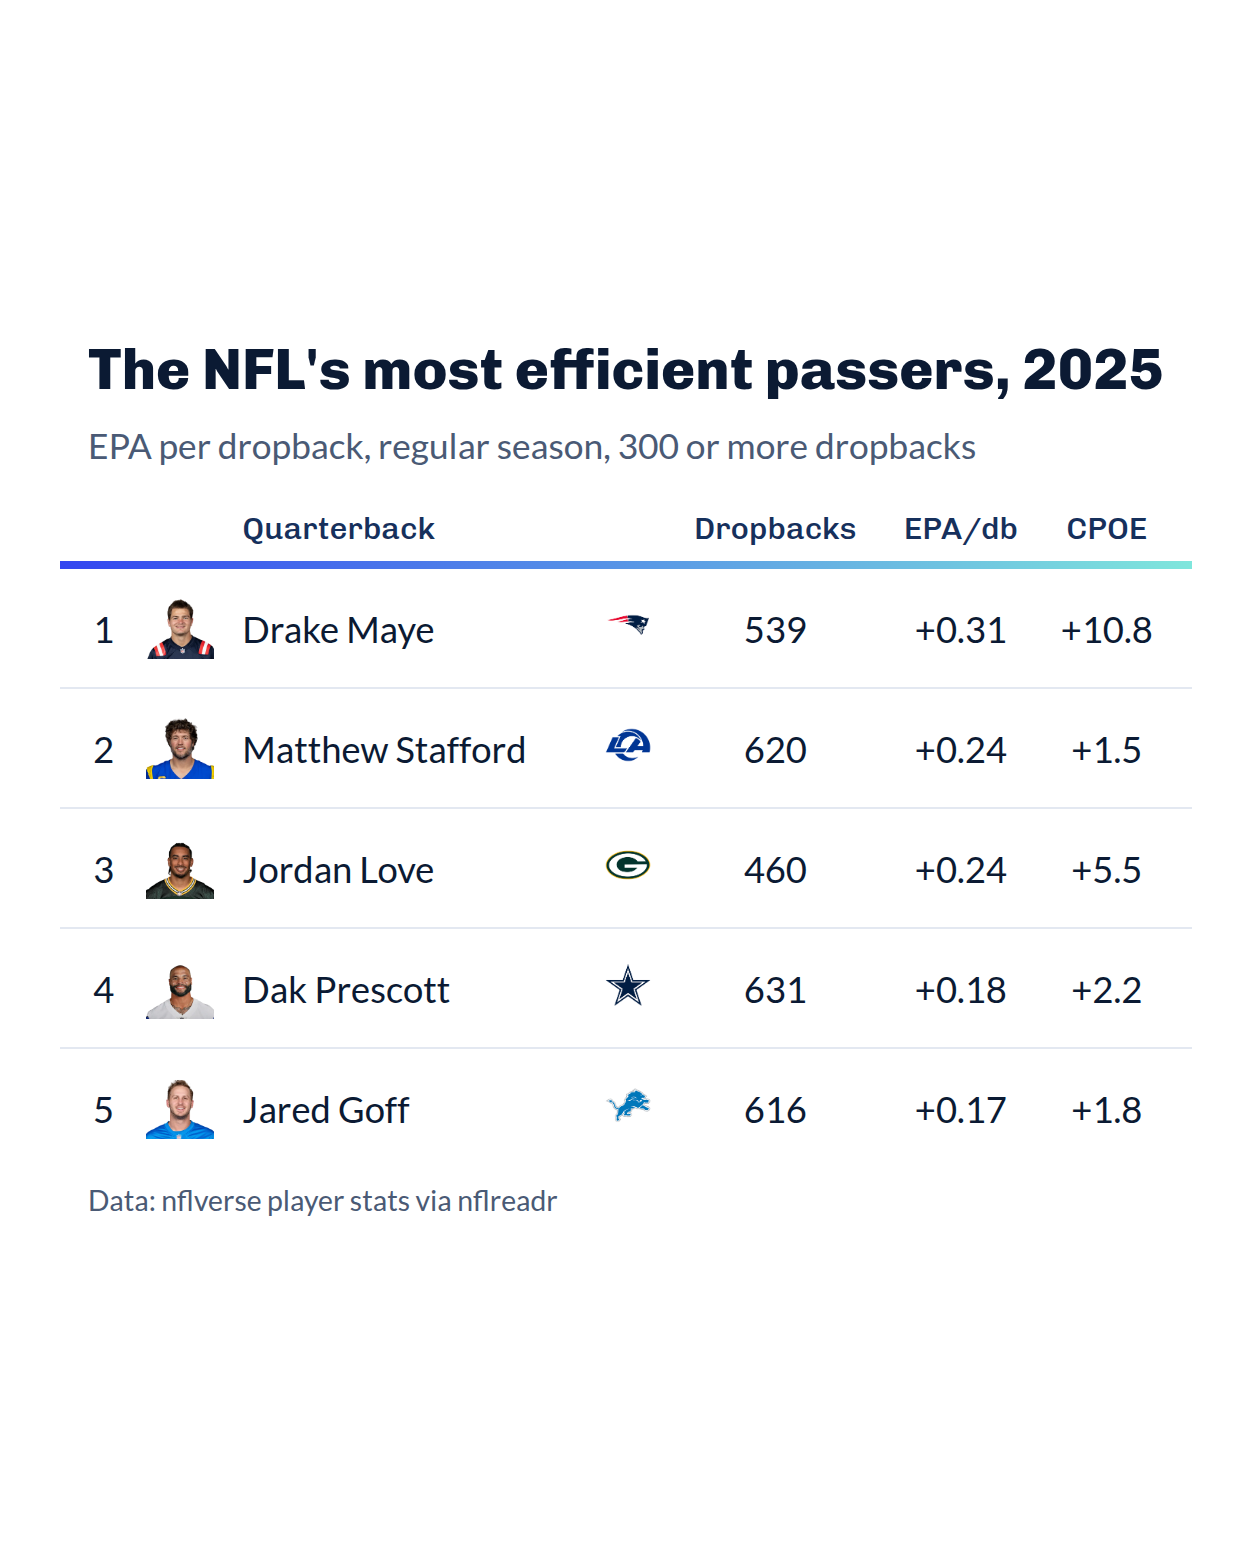 The NFL's most efficient passers, 2025
EPA per dropback, regular season, 300 or more dropbacks
Quarterback Dropbacks EPA/db CPOE
1 Drake Maye 539 +0.31 +10.8
2 Matthew Stafford LA 620 +0.24 +1.5
3 Jordan Love G 460 +0.24 +5.5
4 Dak Prescott 631 +0.18 +2.2
5 Jared Goff 616 +0.17 +1.8
Data: nflverse player stats via nflreadr